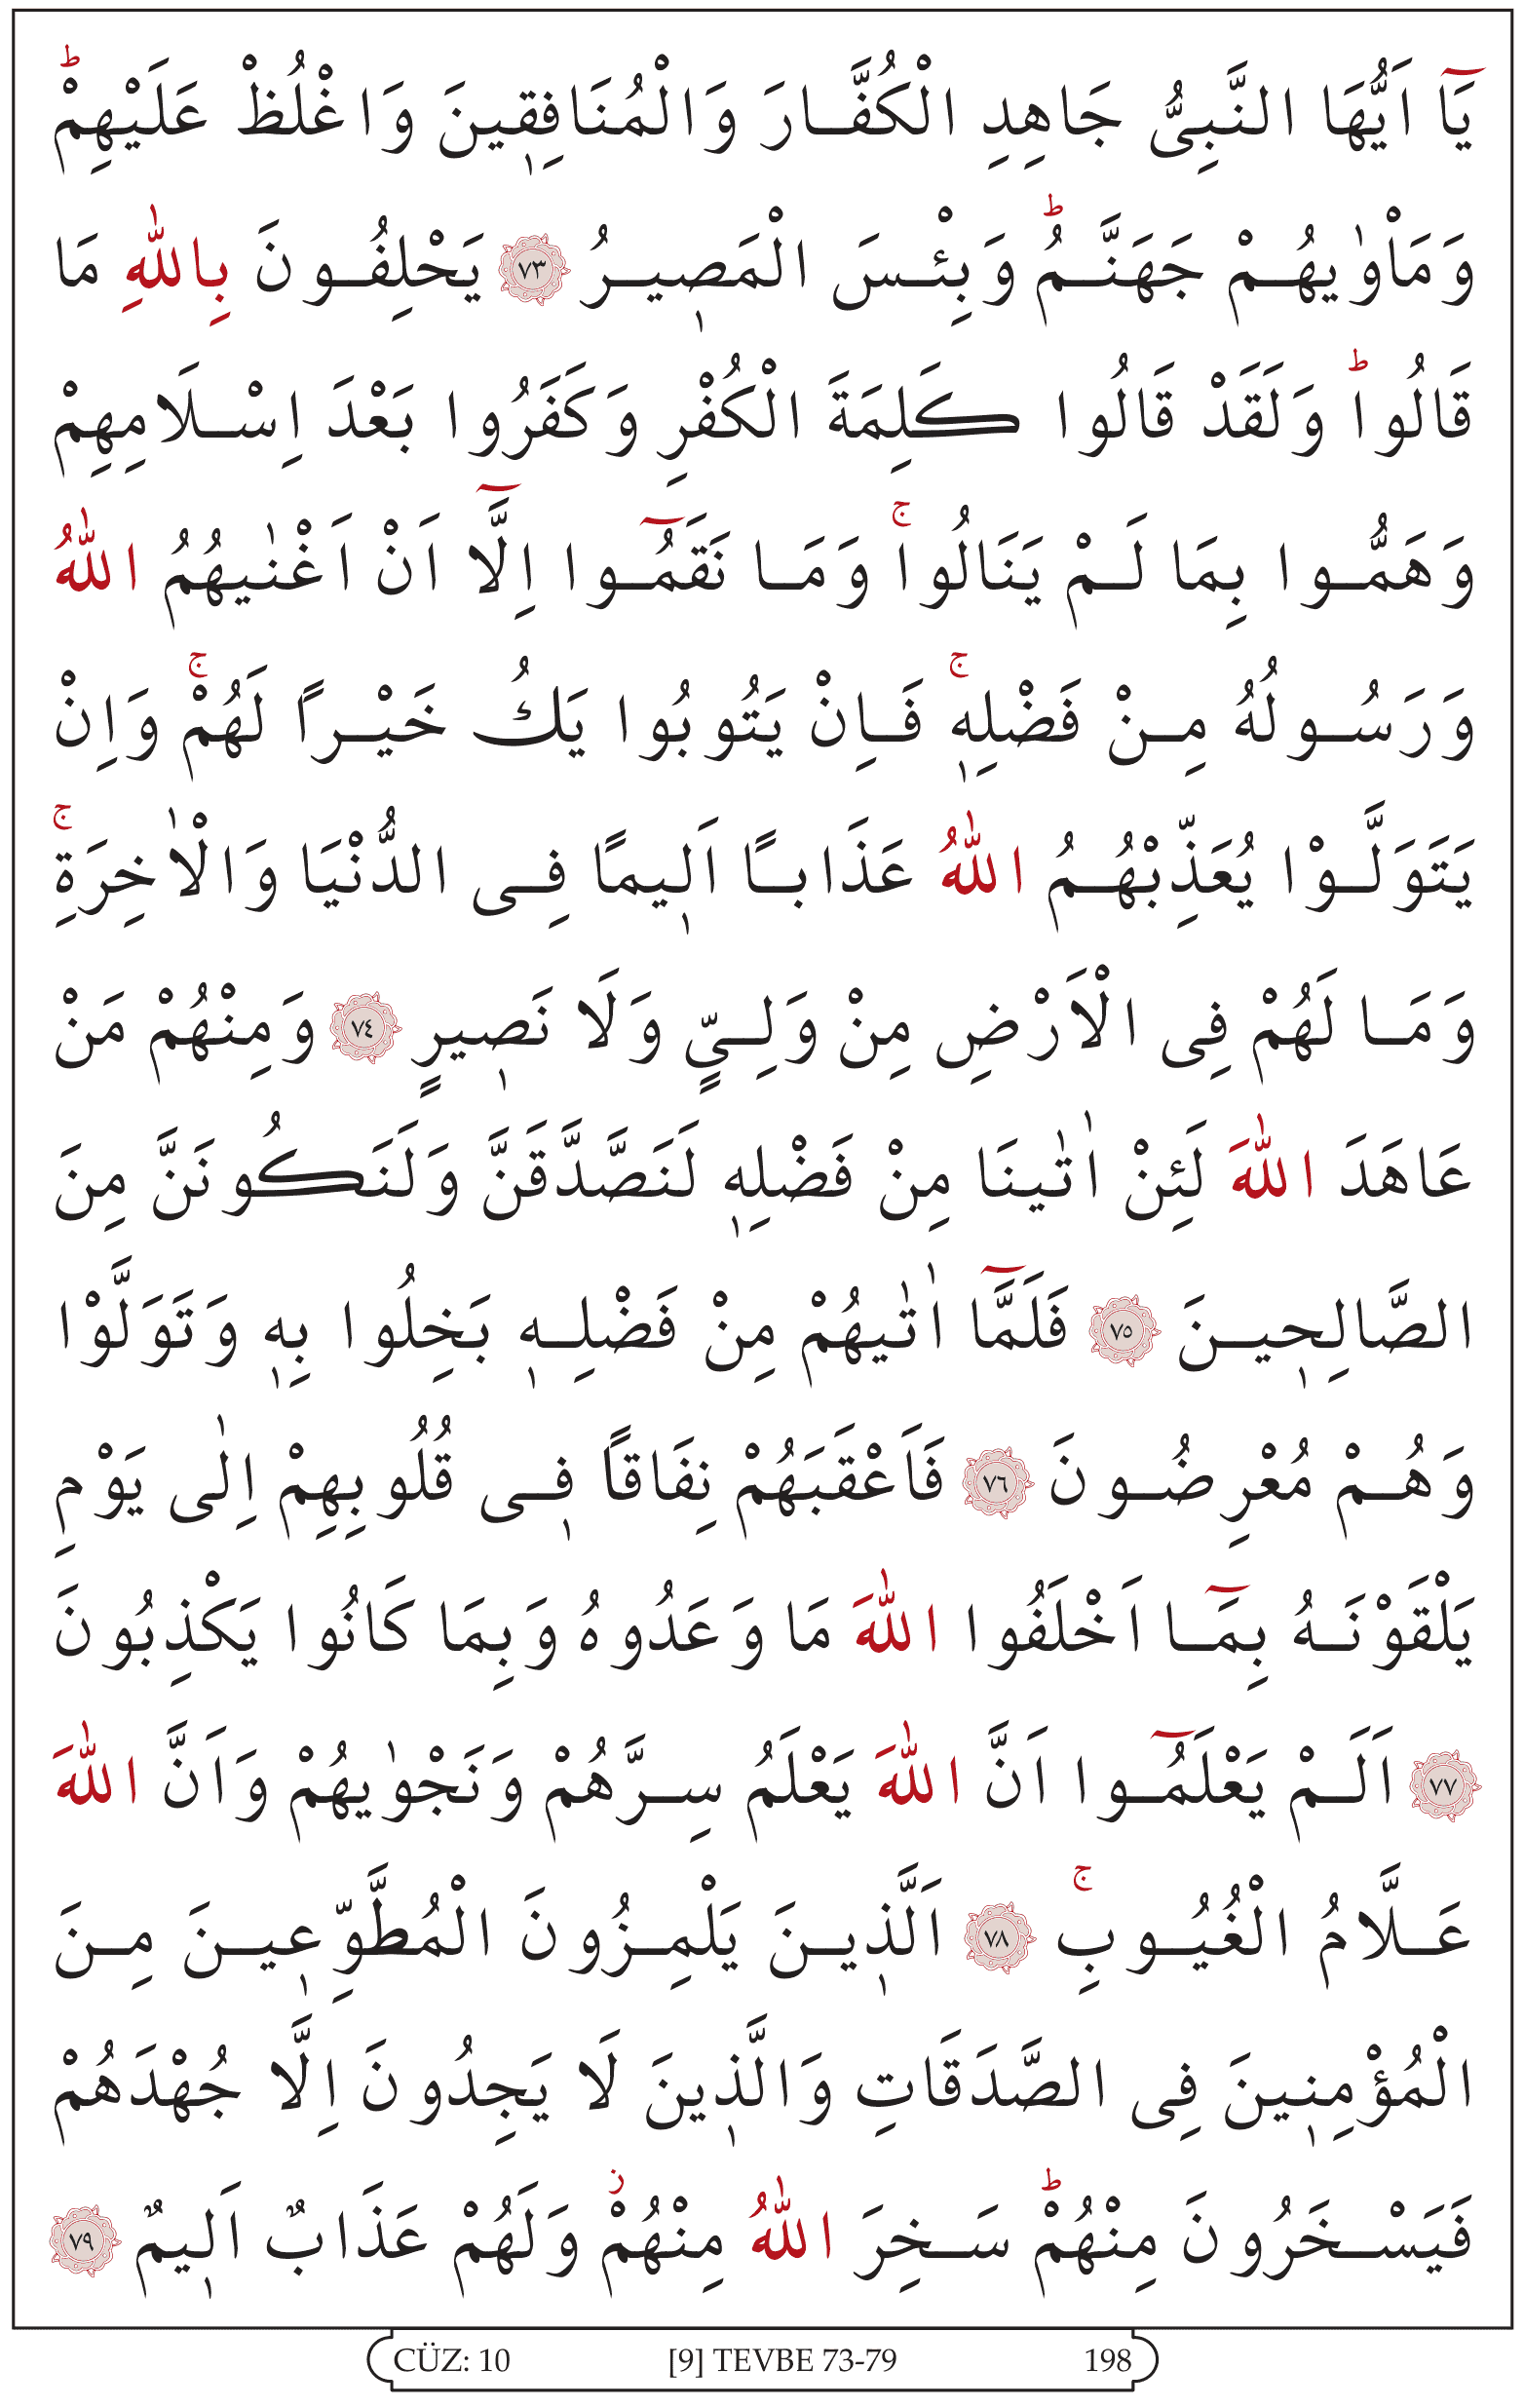 يَٓا اَيُّهَا النَّبِىُّ جَاهِدِ الْكُفَّارَ وَالْمُنَافِقٖينَ وَاغْلُظْ عَلَيْهِمْؕ
وَمَاْوٰيهُمْ جَهَنَّمُؕ وَبِئْسَ الْمَصٖيرُ ﴿٧٣﴾ يَحْلِفُونَ بِاللّٰهِ مَا
قَالُواؕ وَلَقَدْ قَالُوا كَلِمَةَ الْكُفْرِ وَكَفَرُوا بَعْدَ اِسْلَامِهِمْ
وَهَمُّوا بِمَا لَمْ يَنَالُواۚ وَمَا نَقَمُٓوا اِلَّٓا اَنْ اَغْنٰيهُمُ اللّٰهُ
وَرَسُولُهُ مِنْ فَضْلِهٖۚ فَاِنْ يَتُوبُوا يَكُ خَيْراً لَهُمْۚ وَاِنْ
يَتَوَلَّوْا يُعَذِّبْهُمُ اللّٰهُ عَذَاباً اَلٖيمًا فِى الدُّنْيَا وَالْاٰخِرَةِۚ
وَمَا لَهُمْ فِى الْاَرْضِ مِنْ وَلِيٍّ وَلَا نَصٖيرٍ ﴿٧٤﴾ وَمِنْهُمْ مَنْ
عَاهَدَ اللّٰهَ لَئِنْ اٰتٰينَا مِنْ فَضْلِهٖ لَنَصَّدَّقَنَّ وَلَنَكُونَنَّ مِنَ
الصَّالِحٖينَ ﴿٧٥﴾ فَلَمَّٓا اٰتٰيهُمْ مِنْ فَضْلِهٖ بَخِلُوا بِهٖ وَتَوَلَّوْا
وَهُمْ مُعْرِضُونَ ﴿٧٦﴾ فَاَعْقَبَهُمْ نِفَاقاً فٖى قُلُوبِهِمْ اِلٰى يَوْمِ
يَلْقَوْنَهُ بِمَٓا اَخْلَفُوا اللّٰهَ مَا وَعَدُوهُ وَبِمَا كَانُوا يَكْذِبُونَ
﴿٧٧﴾ اَلَمْ يَعْلَمُٓوا اَنَّ اللّٰهَ يَعْلَمُ سِرَّهُمْ وَنَجْوٰيهُمْ وَاَنَّ اللّٰهَ
عَلَّامُ الْغُيُوبِۚ ﴿٧٨﴾ اَلَّذٖينَ يَلْمِزُونَ الْمُطَّوِّعٖينَ مِنَ
الْمُؤْمِنٖينَ فِى الصَّدَقَاتِ وَالَّذٖينَ لَا يَجِدُونَ اِلَّا جُهْدَهُمْ
فَيَسْخَرُونَ مِنْهُمْؕ سَخِرَ اللّٰهُ مِنْهُمْؗ وَلَهُمْ عَذَابٌ اَلٖيمٌ ﴿٧٩﴾
CÜZ: 10 [9] TEVBE 73-79 198